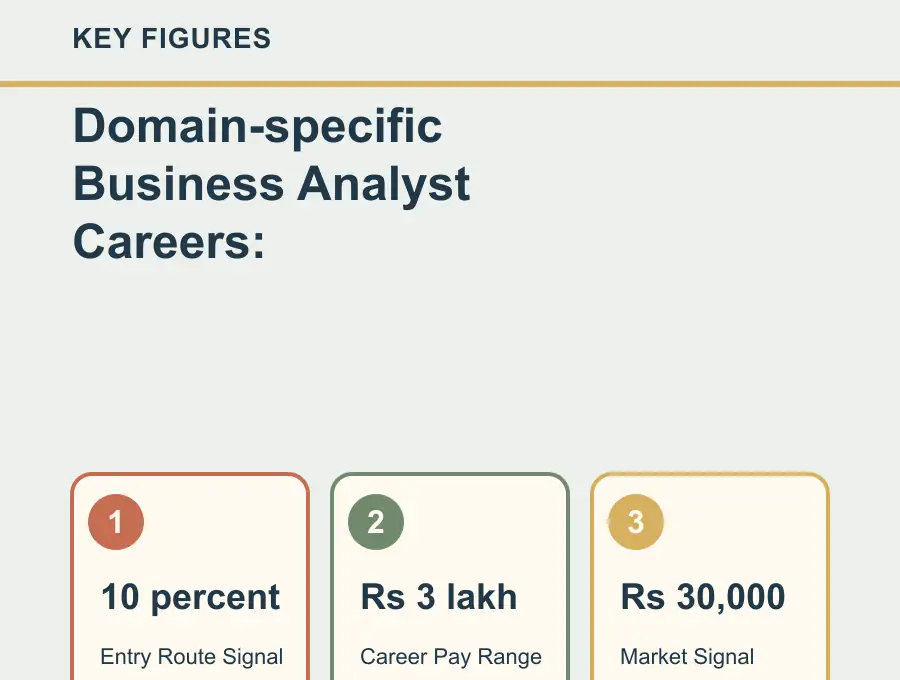 KEY FIGURES
Domain-specific
Business Analyst
Careers:
1
2
3
10 percent
Rs 3 lakh
Rs 30,000
Entry Route Signal
Career Pay Range
Market Signal